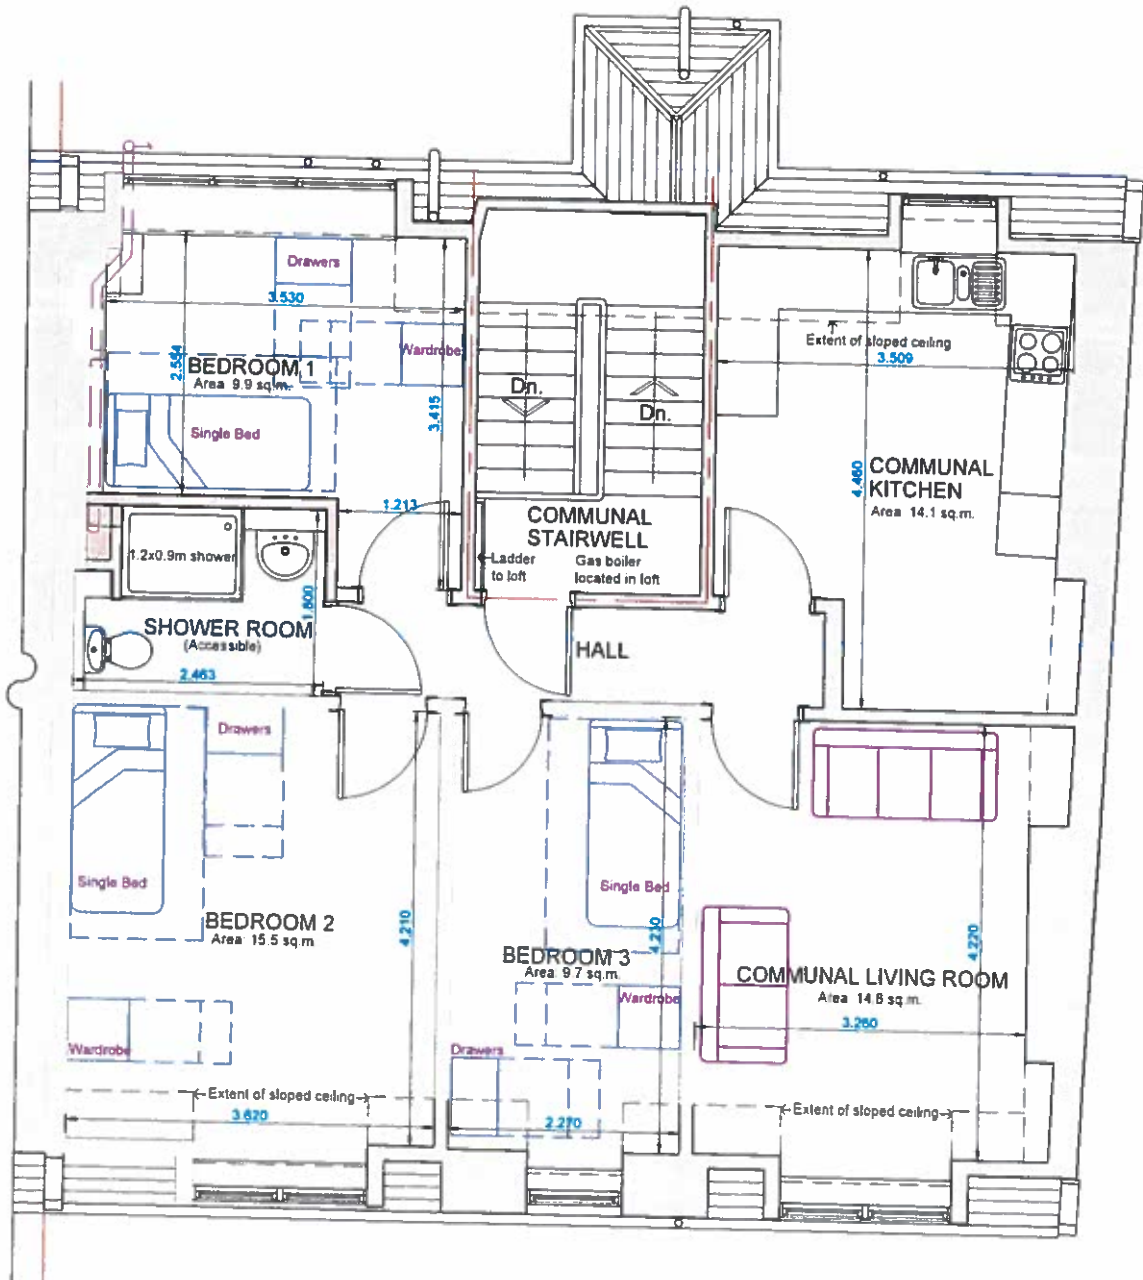 Drawers
3.530
Wardrobe
2.554
BEDROOM 1
Area 9.9 sq.m.
3.415
Single Bed
1.213
Dn.
Dn.
Extent of sloped ceiling
3.509
4.460
COMMUNAL
KITCHEN
Area 14.1 sq.m.
COMMUNAL
STAIRWELL
Ladder
to loft
Gas boiler
located in loft
1.2x0.9m shower
1.800
SHOWER ROOM
(Accessible)
2.463
HALL
Drawers
Single Bed
BEDROOM 2
Area 15.5 sq.m
4.210
Wardrobe
Extent of sloped ceiling
3.620
Single Bed
4.230
BEDROOM 3
Area 9.7 sq.m.
Wardrobe
Drawers
2.270
4.220
COMMUNAL LIVING ROOM
Area 14.6 sq.m.
3.260
Extent of sloped ceiling